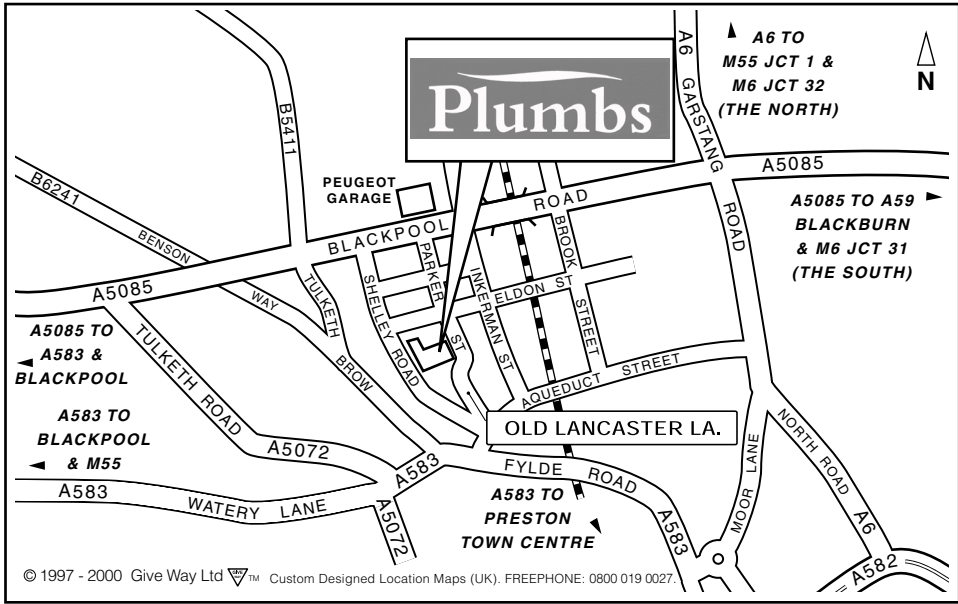 A6 TO
M55 JCT 1 &
M6 JCT 32
(THE NORTH)
N
A6
GARSTANG
ROAD
Plumbs
B5411
B6241
PEUGEOT
GARAGE
A5085
A5085 TO A59
BLACKBURN
& M6 JCT 31
(THE SOUTH)
BLACKPOOL ROAD
BENSON WAY
A5085
TULKETH BROW
SHELLEY ROAD
PARKER ST
INKERMAN ST
ELDON ST
BROOK STREET
AQUEDUCT STREET
A5085 TO
A583 &
BLACKPOOL
TULKETH ROAD
A5072
A583 TO
BLACKPOOL
& M55
OLD LANCASTER LA.
A583
WATERY LANE
A583
A5072
FYLDE ROAD
A583
A583 TO
PRESTON
TOWN CENTRE
MOOR LANE
NORTH ROAD
A6
A582
© 1997 - 2000 Give Way Ltd GIVE WAY TM Custom Designed Location Maps (UK). FREEPHONE: 0800 019 0027.